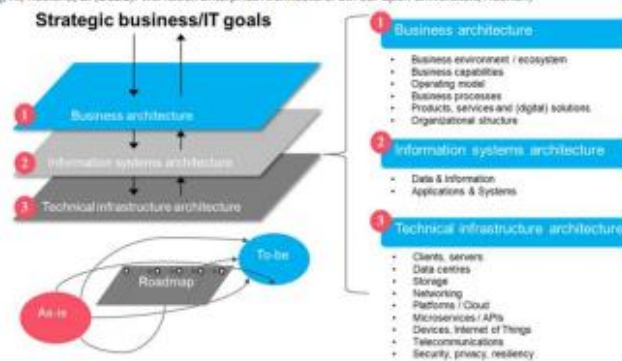 Strategic business/IT goals
1
Business architecture
2
Information systems architecture
3
Technical infrastructure architecture
To-be
Roadmap
As-is
1
Business architecture
• Business environment / ecosystem
• Business capabilities
• Operating model
• Business processes
• Products, services and (digital) solutions
• Organizational structure
2
Information systems architecture
• Data & Information
• Applications & Systems
3
Technical infrastructure architecture
• Clients, servers
• Data centres
• Storage
• Networking
• Platforms / Cloud
• Microservices / APIs
• Devices, Internet of Things
• Telecommunications
• Security, privacy, resiliency